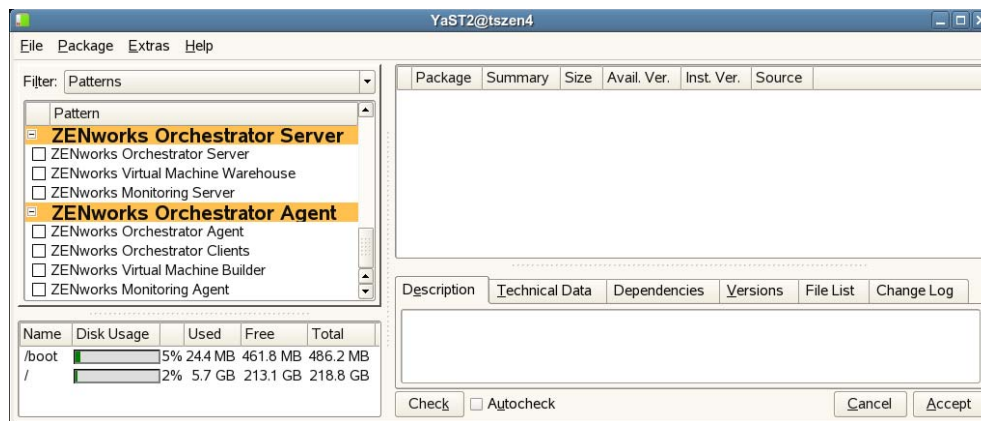 YaST2@tszen4
File Package Extras Help
Filter: Patterns
Pattern
ZENworks Orchestrator Server
ZENworks Orchestrator Server
ZENworks Virtual Machine Warehouse
ZENworks Monitoring Server
ZENworks Orchestrator Agent
ZENworks Orchestrator Agent
ZENworks Orchestrator Clients
ZENworks Virtual Machine Builder
ZENworks Monitoring Agent
Name Disk Usage Used Free Total
/boot 5% 24.4 MB 461.8 MB 486.2 MB
/ 2% 5.7 GB 213.1 GB 218.8 GB
Package Summary Size Avail. Ver. Inst. Ver. Source
Description Technical Data Dependencies Versions File List Change Log
Check Autocheck Cancel Accept